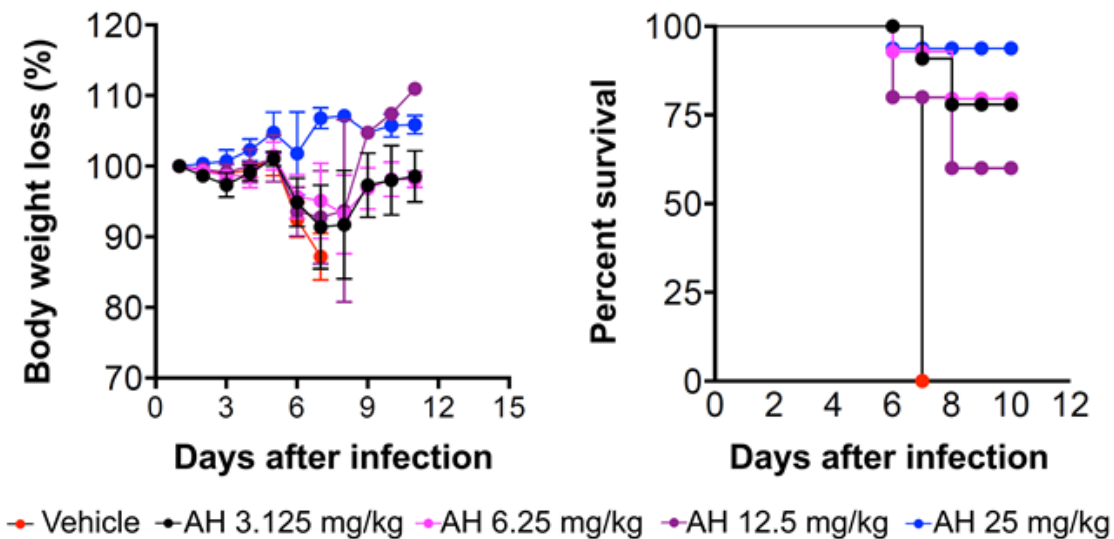 Body weight loss (%)
120
110
100
90
80
70
0 3 6 9 12 15
Days after infection
Percent survival
100
75
50
25
0
0 2 4 6 8 10 12
Days after infection
Vehicle AH 3.125 mg/kg AH 6.25 mg/kg AH 12.5 mg/kg AH 25 mg/kg